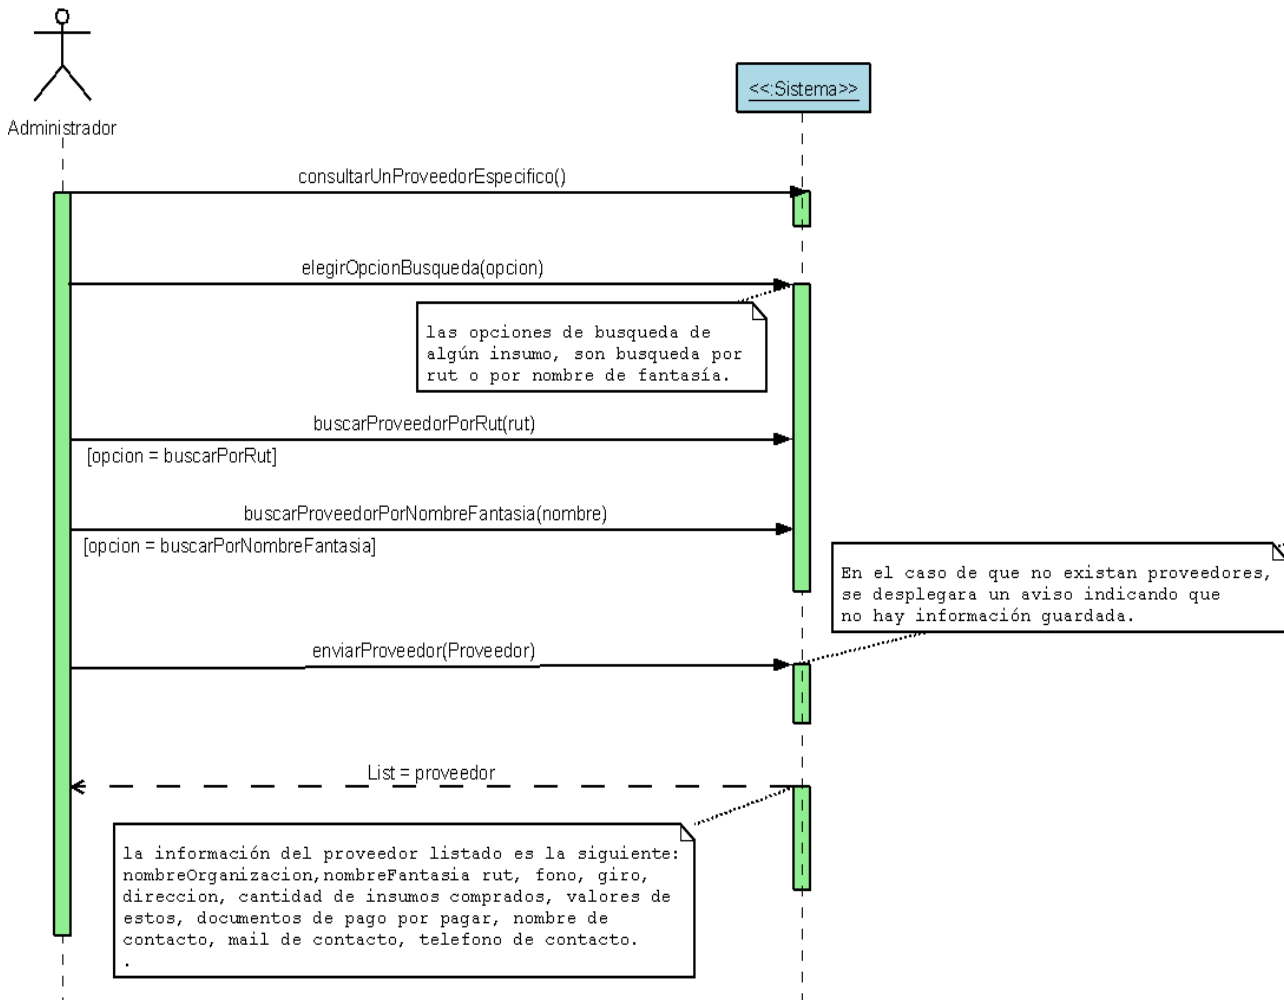 <<:Sistema>>
Administrador
consultarUnProveedorEspecifico()
elegirOpcionBusqueda(opcion)
las opciones de busqueda de
algún insumo, son busqueda por
rut o por nombre de fantasía.
buscarProveedorPorRut(rut)
[opcion = buscarPorRut]
buscarProveedorPorNombreFantasia(nombre)
[opcion = buscarPorNombreFantasia]
En el caso de que no existan proveedores,
se desplegara un aviso indicando que
no hay información guardada.
enviarProveedor(Proveedor)
List = proveedor
la información del proveedor listado es la siguiente:
nombreOrganizacion,nombreFantasia rut, fono, giro,
direccion, cantidad de insumos comprados, valores de
estos, documentos de pago por pagar, nombre de
contacto, mail de contacto, telefono de contacto.
.